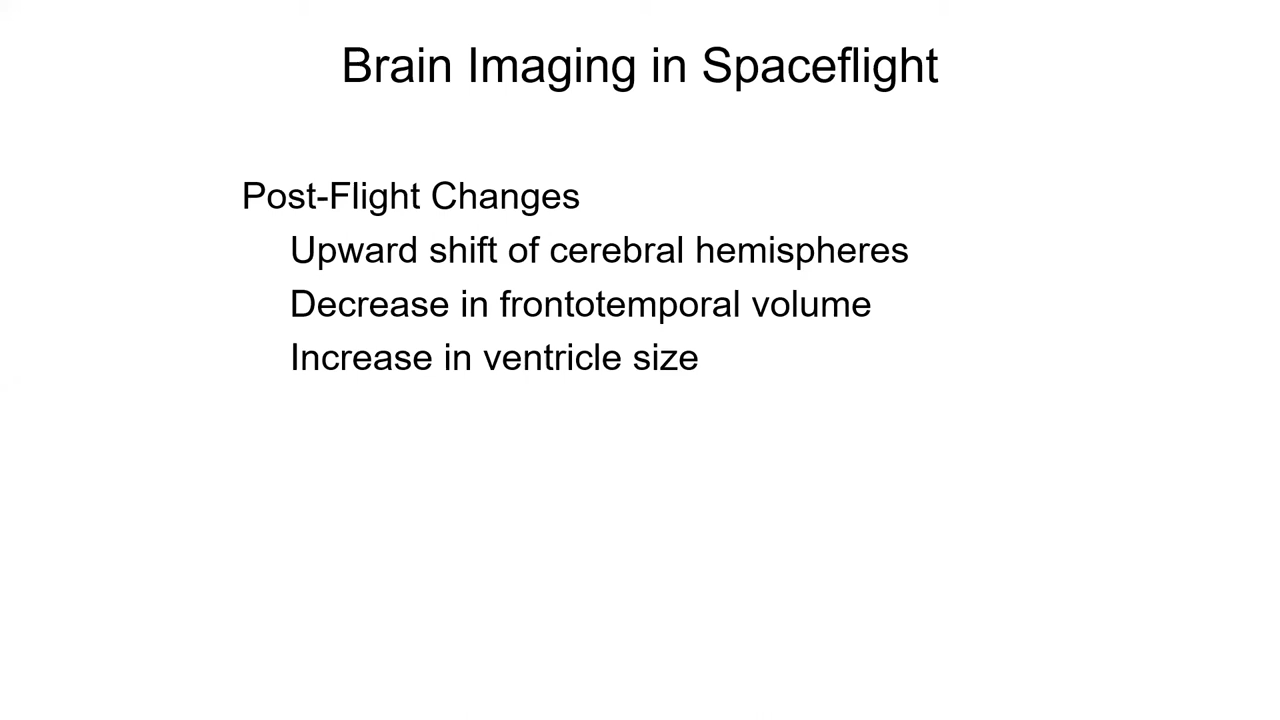 Brain Imaging in Spaceflight
Post-Flight Changes
Upward shift of cerebral hemispheres
Decrease in frontotemporal volume
Increase in ventricle size